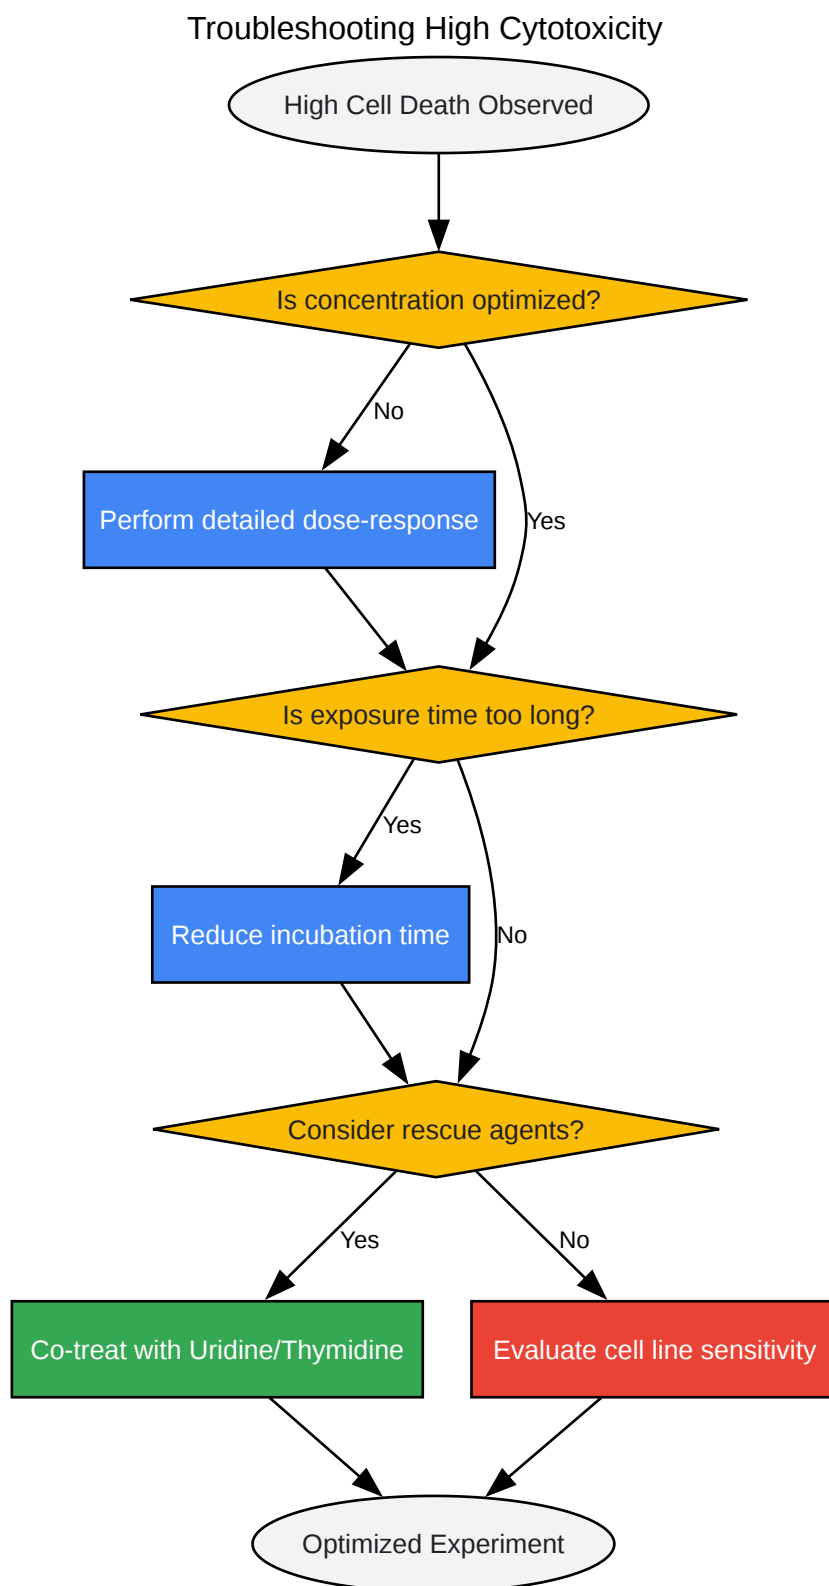 Troubleshooting High Cytotoxicity
High Cell Death Observed
Is concentration optimized?
No
Perform detailed dose-response
Yes
Is exposure time too long?
Yes
Reduce incubation time
No
Consider rescue agents?
Yes
No
Co-treat with Uridine/Thymidine
Evaluate cell line sensitivity
Optimized Experiment